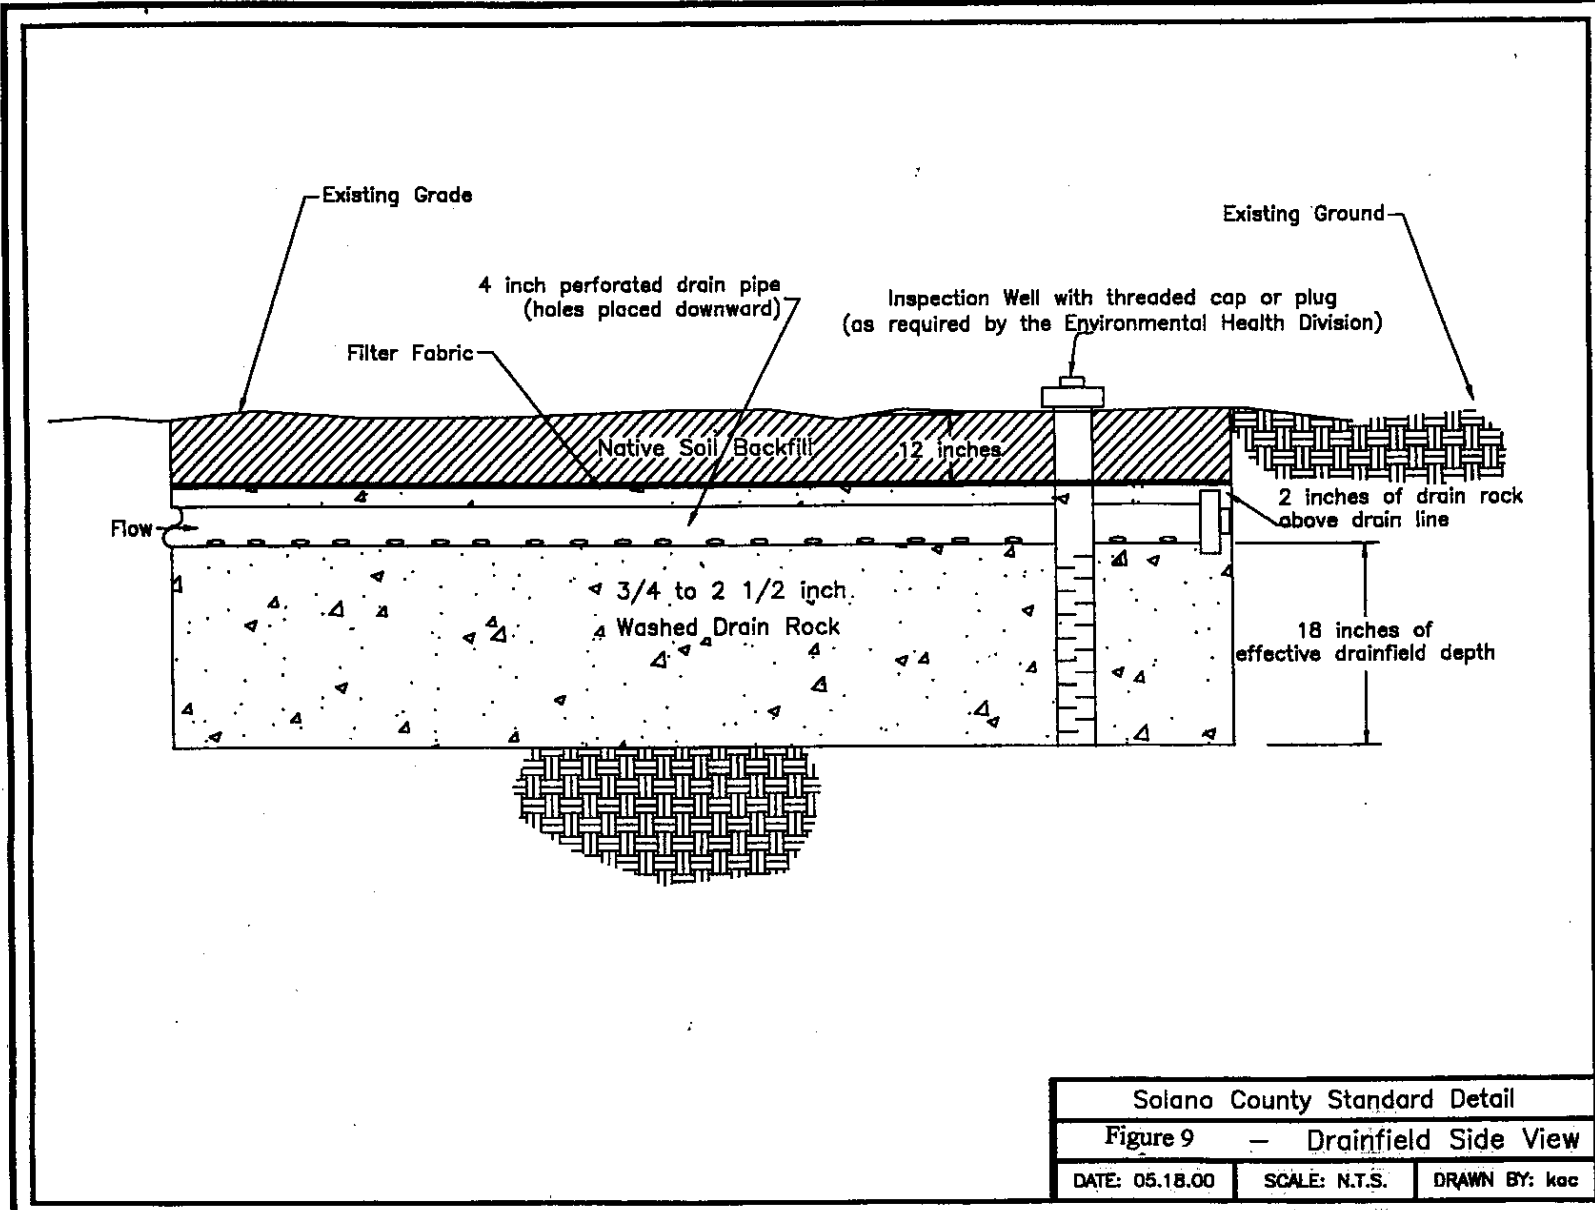 Existing Grade
Existing Ground
4 inch perforated drain pipe
(holes placed downward)
Inspection Well with threaded cap or plug
(as required by the Environmental Health Division)
Filter Fabric
Native Soil Backfill
12 inches
2 inches of drain rock
above drain line
Flow
3/4 to 2 1/2 inch
Washed Drain Rock
18 inches of
effective drainfield depth
Solano County Standard Detail
Figure 9 – Drainfield Side View
DATE: 05.18.00
SCALE: N.T.S.
DRAWN BY: kac